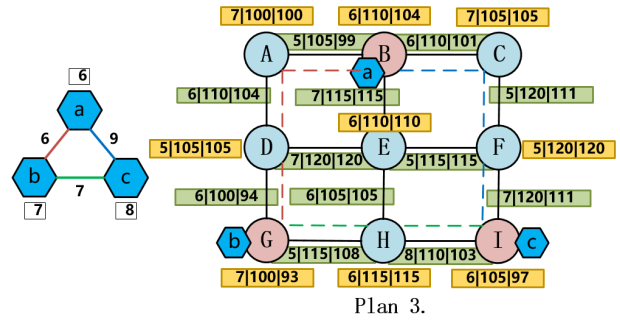 7|100|100 6|110|104 7|105|105
5|105|99 6|110|101
A B C
6 a
a 6|110|104 7|115|115 5|120|111
6 9 6|110|110
5|105|105 D E F 5|120|120
7|120|120 5|115|115
b c
7 6|100|94 6|105|105 7|120|111
7 8
b G H I c
5|115|108 8|110|103
7|100|93 6|115|115 6|105|97
Plan 3.